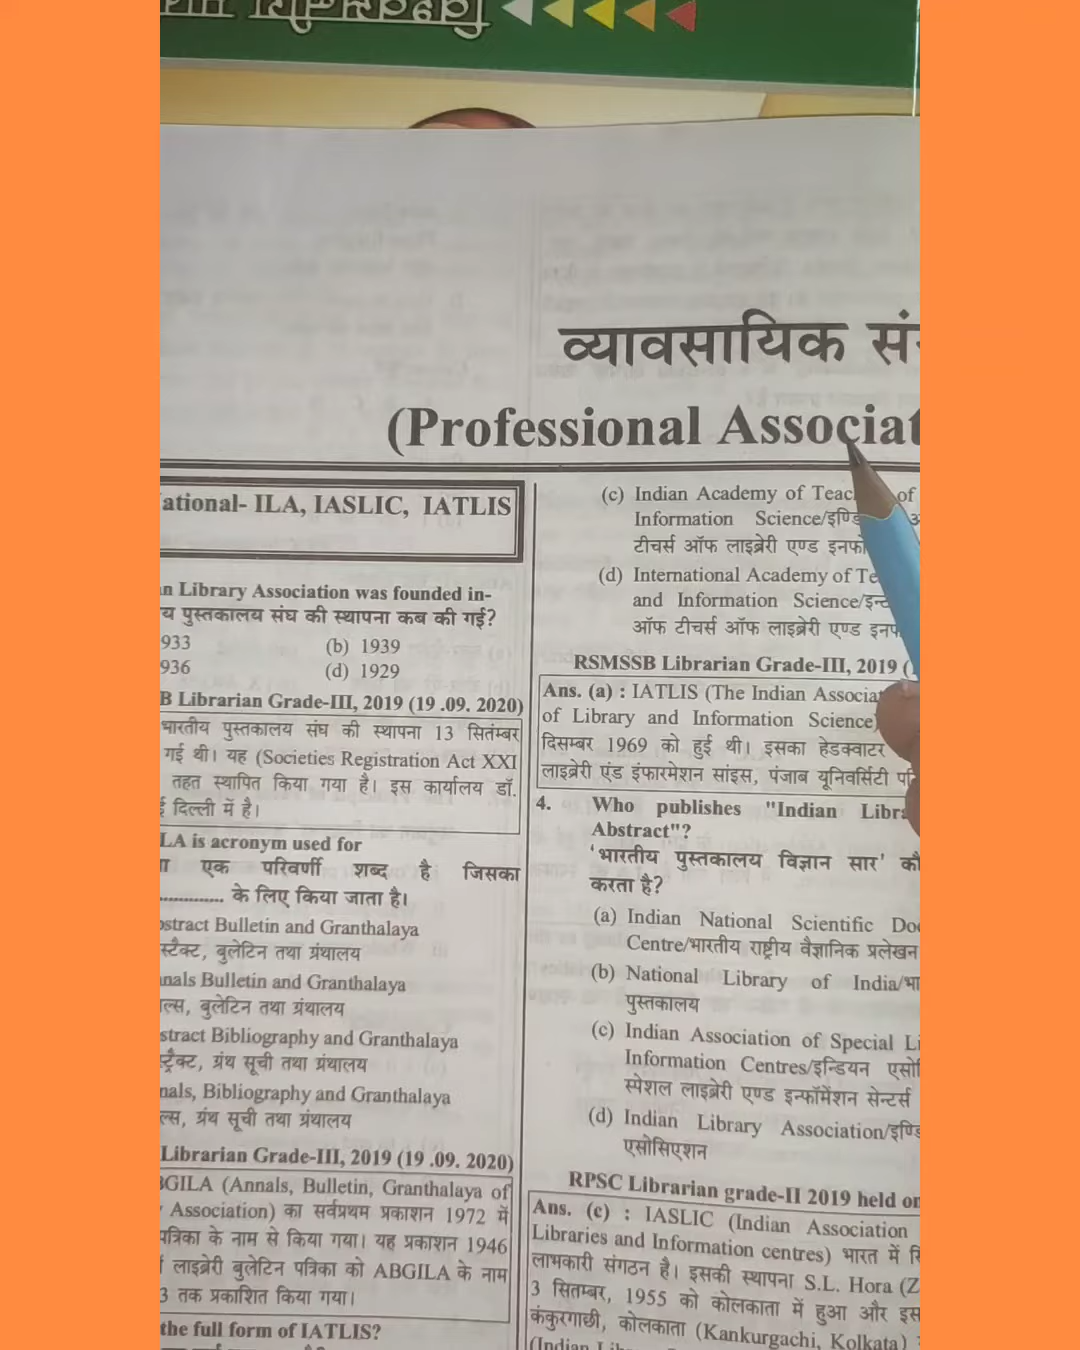 व्यावसायिक
(Professional
ational- ILA, IASLIC, IATLIS
n Library Association was founded in-
य पुस्तकालय संघ की स्थापना कब की गई?
933 (b) 1939
936 (d) 1929
B Librarian Grade-III, 2019 (19 .09. 2020)
भारतीय पुस्तकालय संघ की स्थापना 13 सितंम्बर
गई थी। यह (Societies Registration Act XXI
तहत स्थापित किया गया है। इस कार्यालय डॉ.
ई दिल्ली में है।
LA is acronym used for
एक परिवर्णी शब्द है जिसका
............ के लिए किया जाता है।
stract Bulletin and Granthalaya
स्टैक्ट, बुलेटिन तथा ग्रंथालय
nals Bulletin and Granthalaya
ल्स, बुलेटिन तथा ग्रंथालय
stract Bibliography and Granthalaya
स्ट्रैक्ट, ग्रंथ सूची तथा ग्रंथालय
nals, Bibliography and Granthalaya
ल्स, ग्रंथ सूची तथा ग्रंथालय
Librarian Grade-III, 2019 (19 .09. 2020)
BGILA (Annals, Bulletin, Granthalaya of
Association) का सर्वप्रथम प्रकाशन 1972 में
पत्रिका के नाम से किया गया। यह प्रकाशन 1946
लाइब्रेरी बुलेटिन पत्रिका को ABGILA के नाम
3 तक प्रकाशित किया गया।
the full form of IATLIS?
(c) Indian Academy of of
Information Science/
टीचर्स ऑफ लाइब्रेरी एण्ड
(d) International Academy of
and Information Science/
ऑफ टीचर्स ऑफ लाइब्रेरी एण्ड
RSMSSB Librarian Grade-III, 2019
Ans. (a) : IATLIS (The Indian
of Library and Information Science)
दिसम्बर 1969 को हुई थी। इसका हेडक्वाटर
लाइब्रेरी एंड इंफारमेशन सांइस, पंजाब यूनिवर्सिटी
4. Who publishes "Indian
Abstract"?
'भारतीय पुस्तकालय विज्ञान सार'
करता है?
(a) Indian National Scientific
Centre/भारतीय राष्ट्रीय वैज्ञानिक प्रलेखन
(b) National Library of India/
पुस्तकालय
(c) Indian Association of Special
Information Centres/इन्डियन
स्पेशल लाइब्रेरी एण्ड इन्फॉमेंशन सेन्टर्स
(d) Indian Library Association/
एसोसिएशन
RPSC Librarian grade-II 2019 held
Ans. (c) : IASLIC (Indian Association
Libraries and Information centres) भारत में
लाभकारी संगठन है। इसकी स्थापना S.L. Hora
3 सितम्बर, 1955 को कोलकाता में हुआ और
कंकुरगाछी, कोलकाता (Kankurgachi, Kolkata)